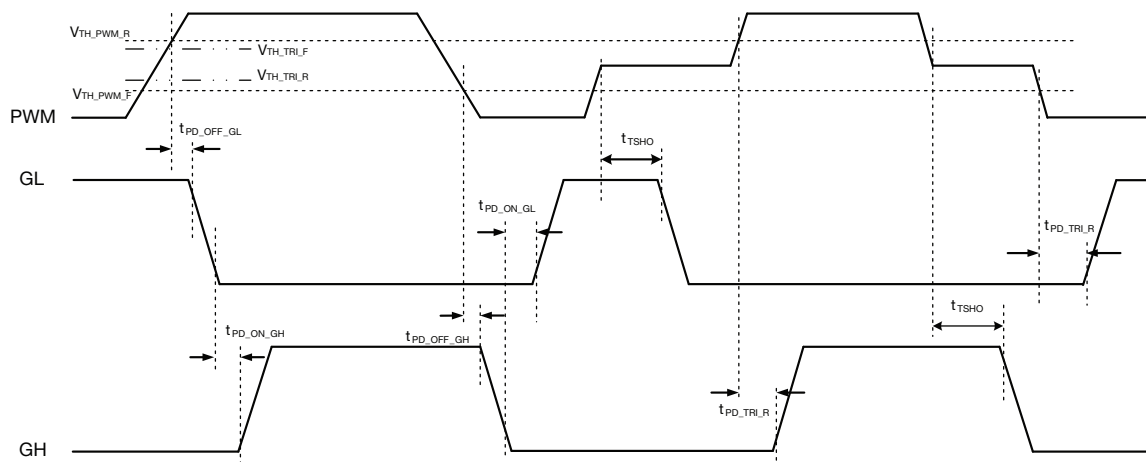 VTH_PWM_R
VTH_TRI_F
VTH_TRI_R
VTH_PWM_F
PWM
tPD_OFF_GL
tTSHO
GL
tPD_ON_GL
tPD_TRI_R
tTSHO
tPD_ON_GH
tPD_OFF_GH
tPD_TRI_R
GH